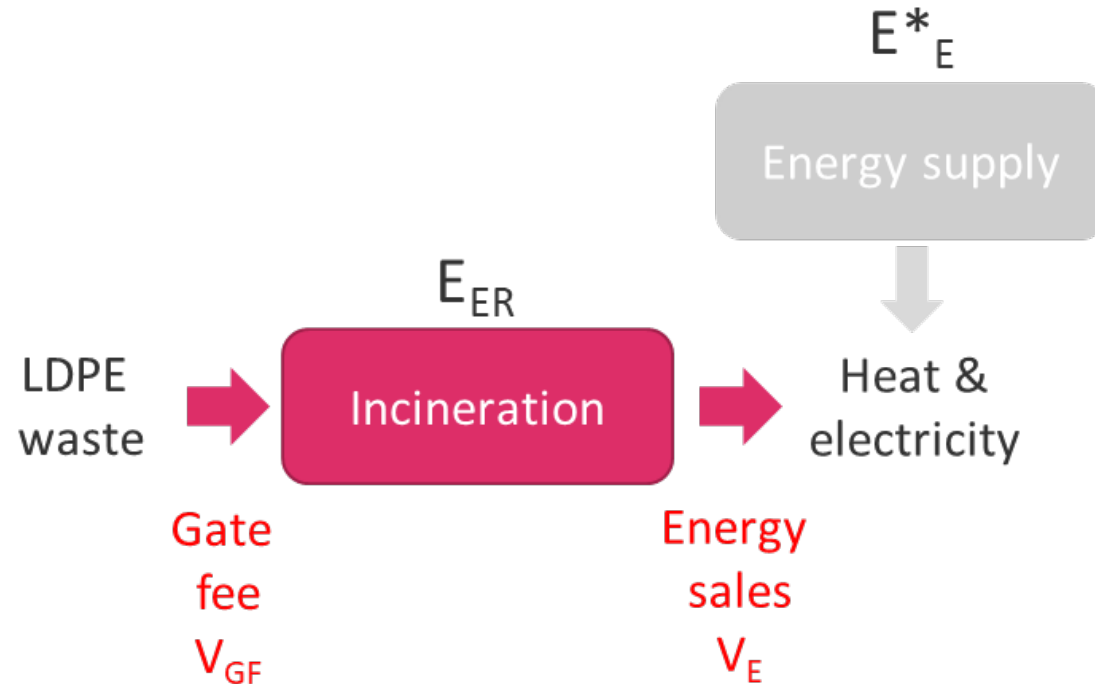 E*E
Energy supply
EER
LDPE
waste
Incineration
Heat &
electricity
Gate
fee
VGF
Energy
sales
VE